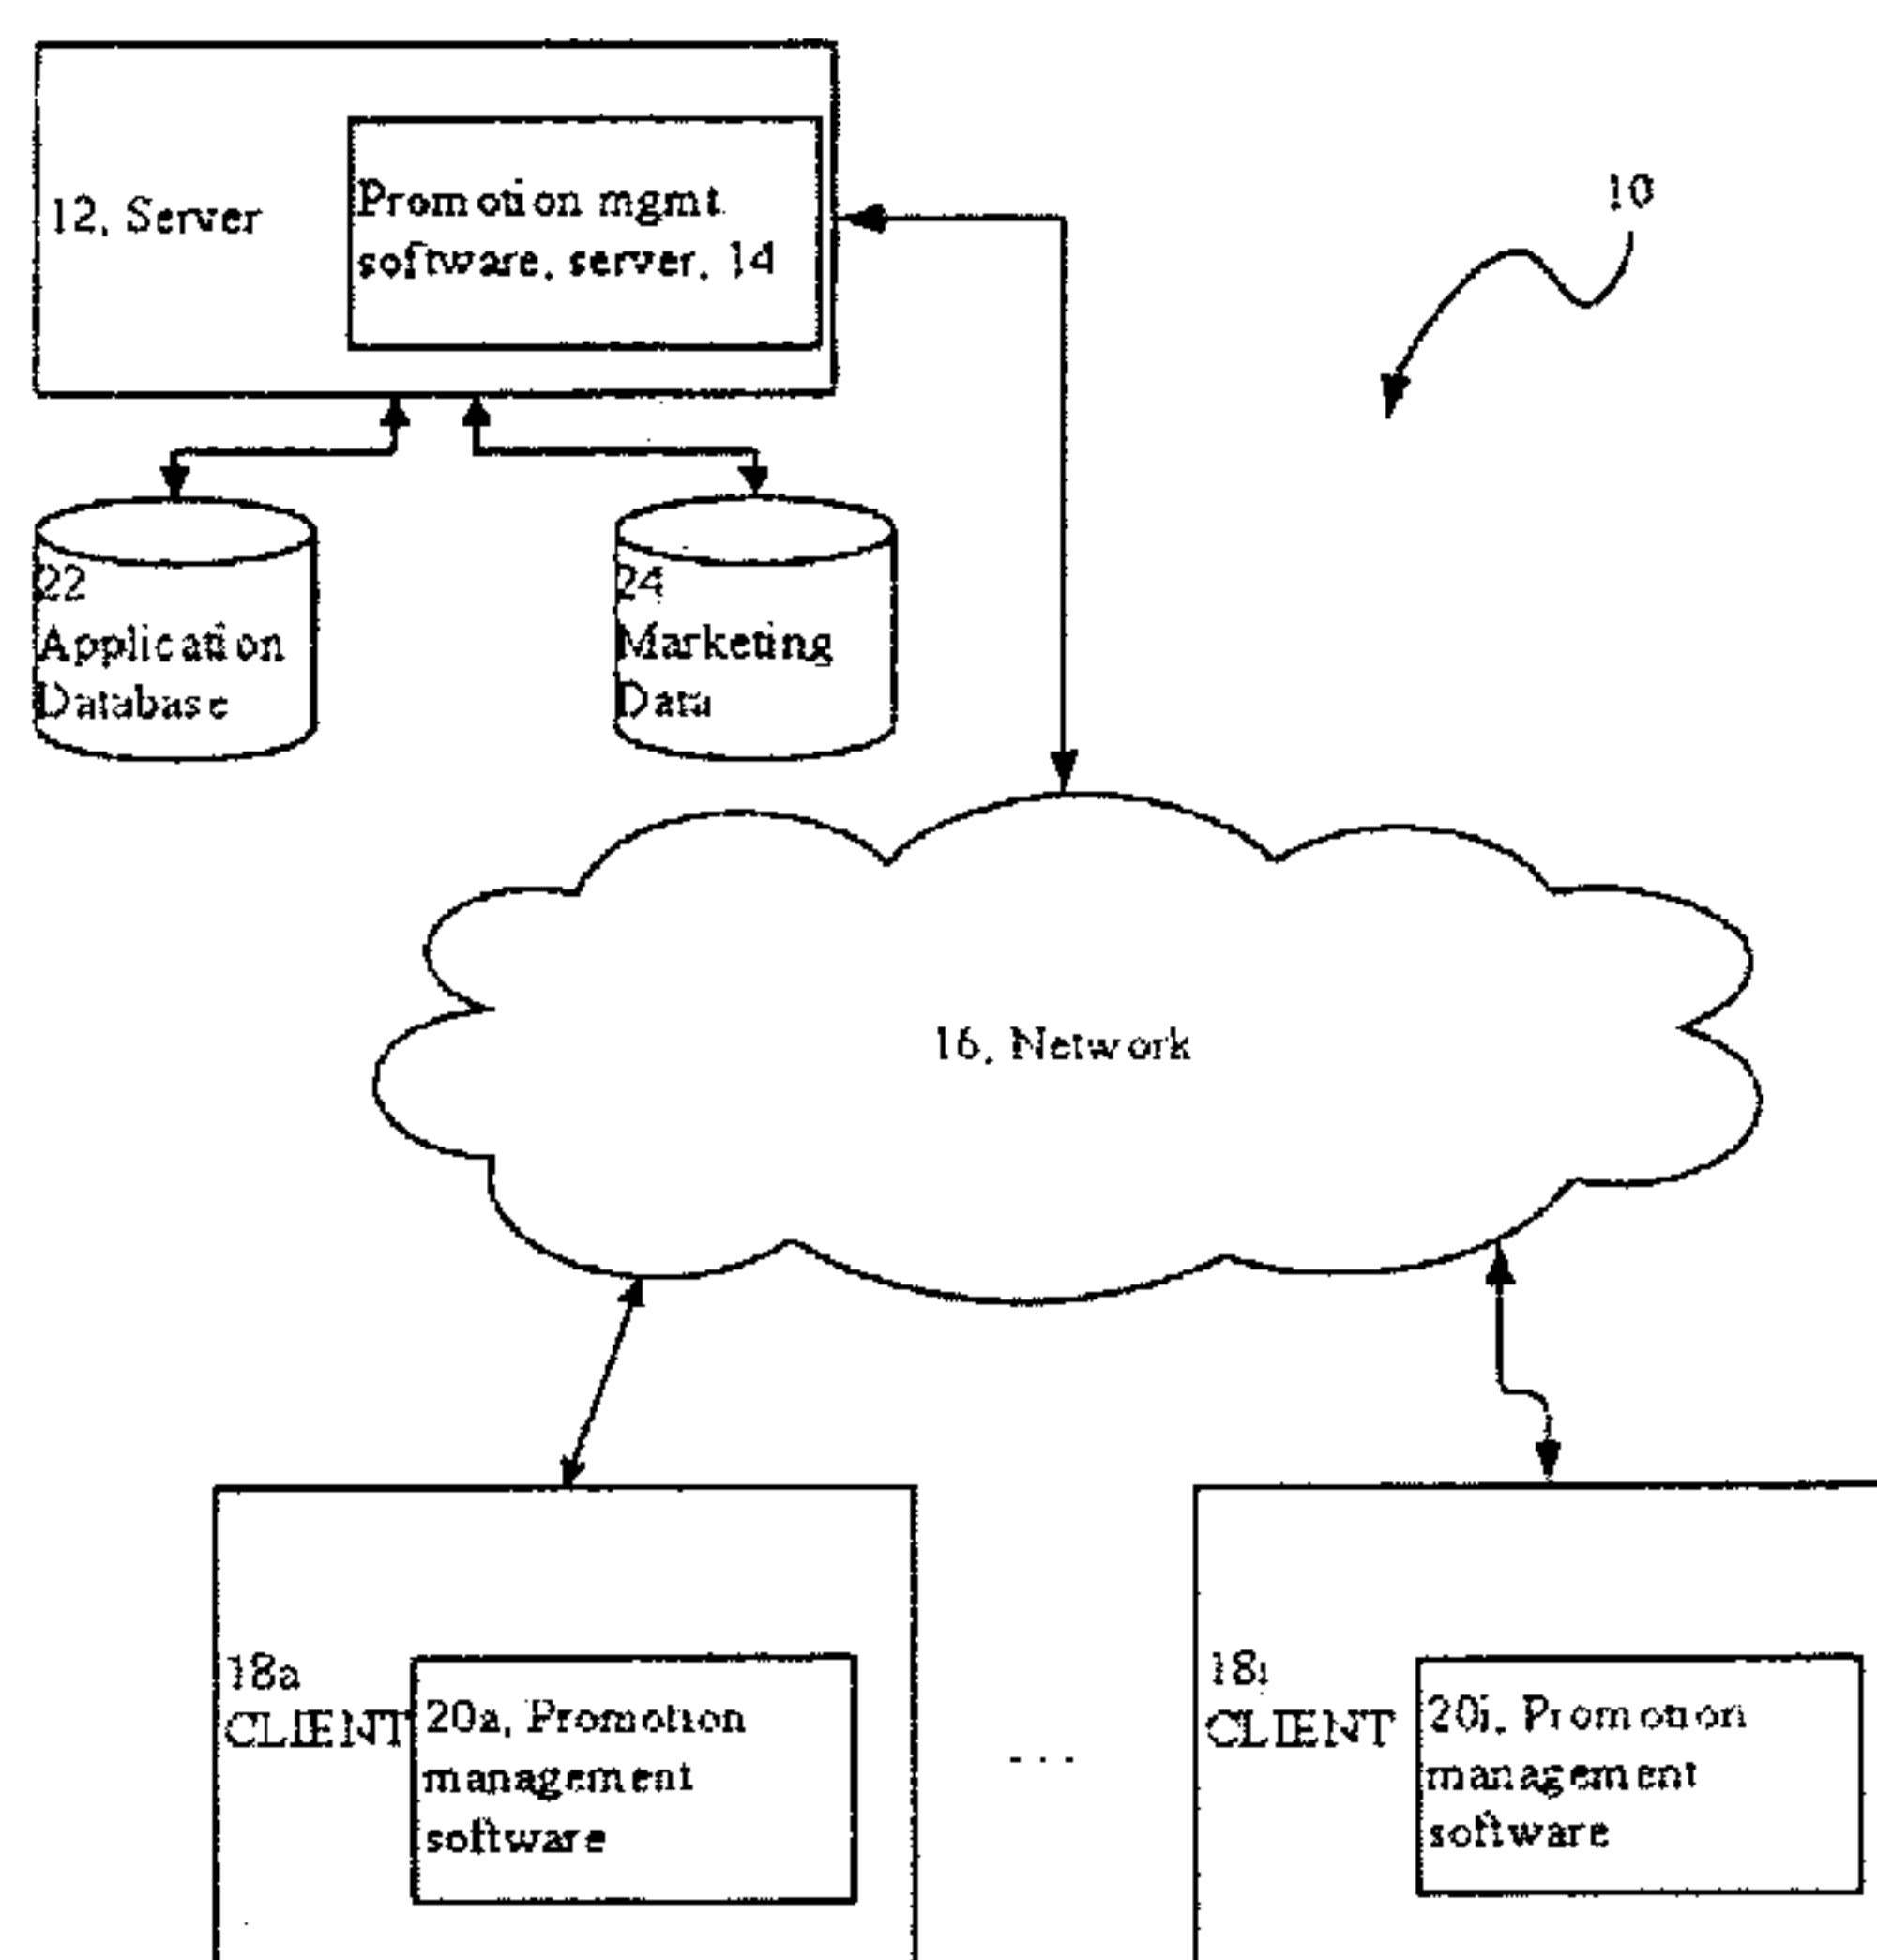 10
12, Server
Promotion mgmt
software, server, 14
22
Application
Database
24
Marketing
Data
16, Network
18a
CLIENT
20a, Promotion
management
software
...
18i
CLIENT
20i, Promotion
management
software